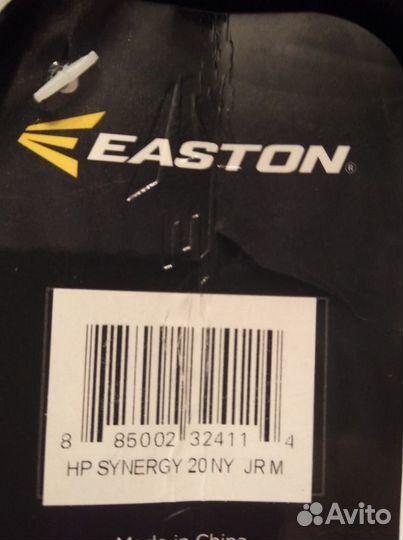 EASTON®
8 85002 32411 4
HP SYNERGY 20 NY JR M
Made in China
Avito